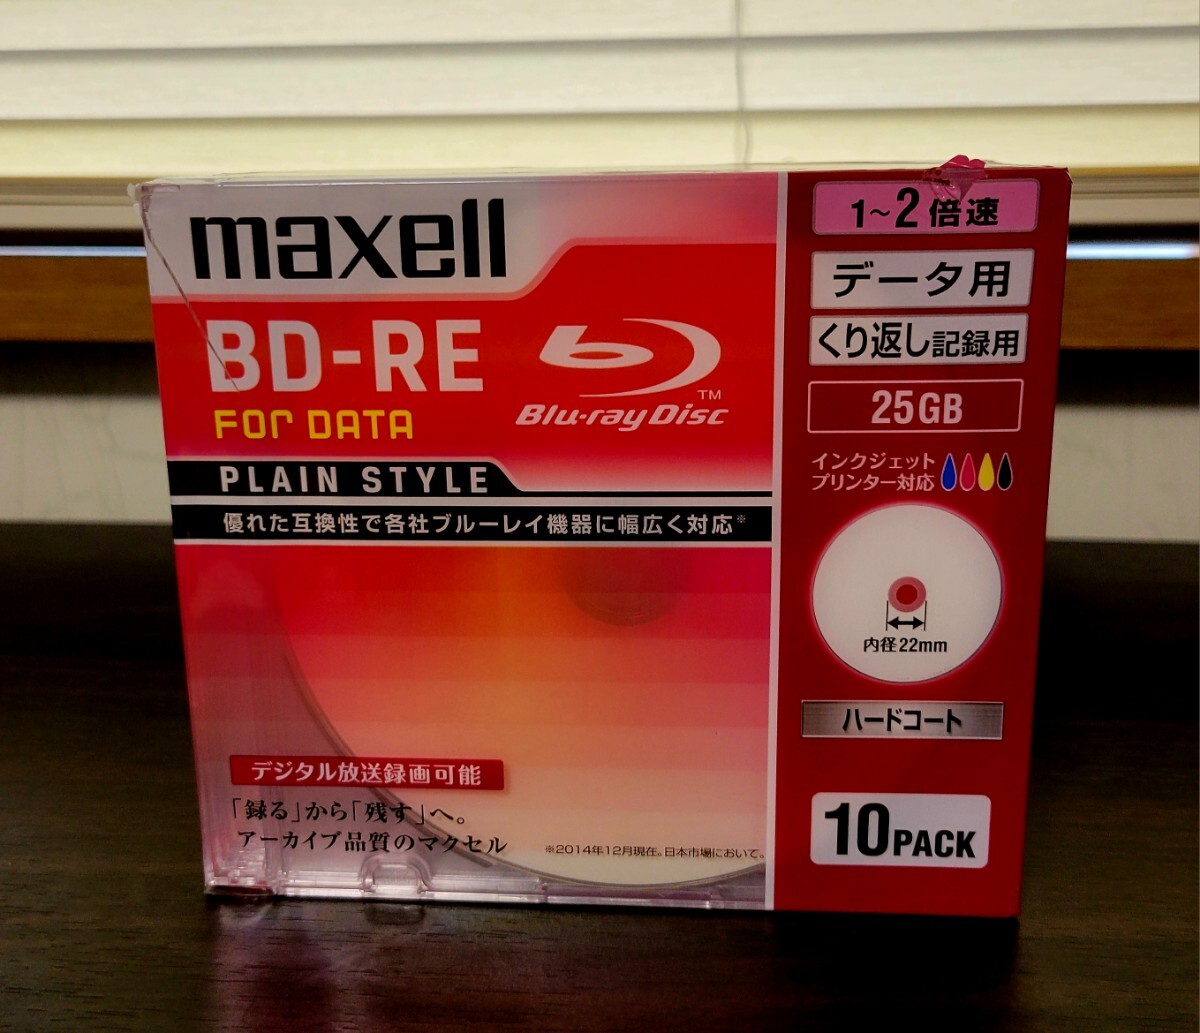 maxell
BD-RE
FOR DATA
Blu-ray Disc
TM
PLAIN STYLE
優れた互換性で各社ブルーレイ機器に幅広く対応※
デジタル放送録画可能
「録る」から「残す」へ。
アーカイブ品質のマクセル
※2014年12月現在。日本市場において。
1~2倍速
データ用
くり返し記録用
25GB
インクジェット
プリンター対応
内径22mm
ハードコート
10PACK